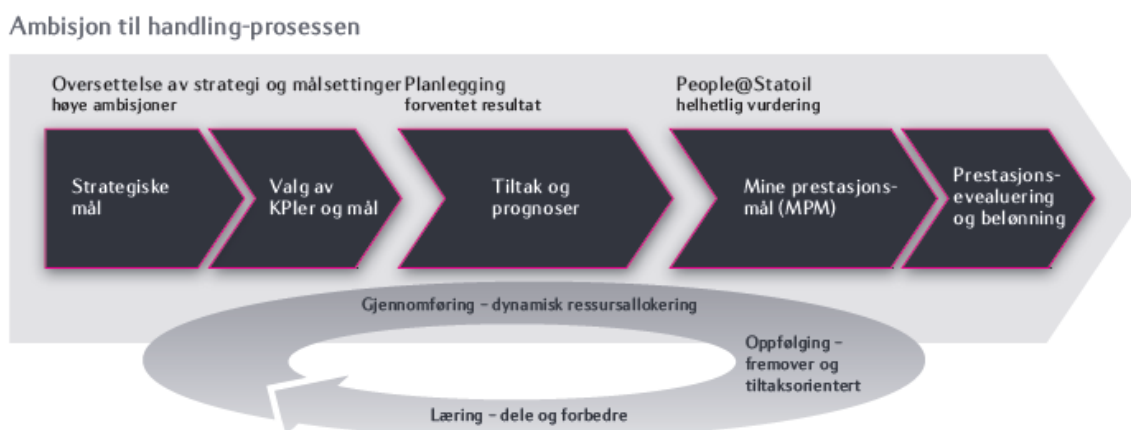 Ambisjon til handling-prosessen
Oversettelse av strategi og målsettinger
høye ambisjoner
Planlegging
forventet resultat
People@Statoil
helhetlig vurdering
Strategiske
mål
Valg av
KPIer og mål
Tiltak og
prognoser
Mine prestasjons-
mål (MPM)
Prestasjons-
evealuering
og belønning
Gjennomføring – dynamisk ressursallokering
Oppfølging –
fremover og
tiltaksorientert
Læring – dele og forbedre